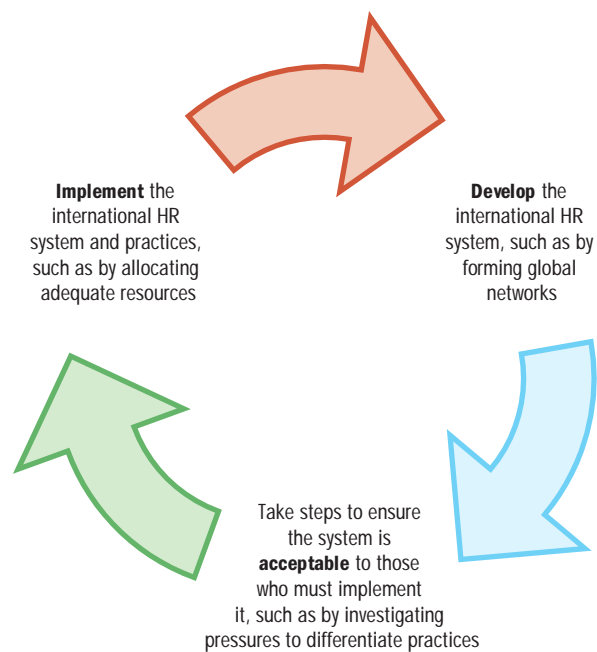 Implement the
international HR
system and practices,
such as by allocating
adequate resources
Develop the
international HR
system, such as by
forming global
networks
Take steps to ensure
the system is
acceptable to those
who must implement
it, such as by investigating
pressures to differentiate practices